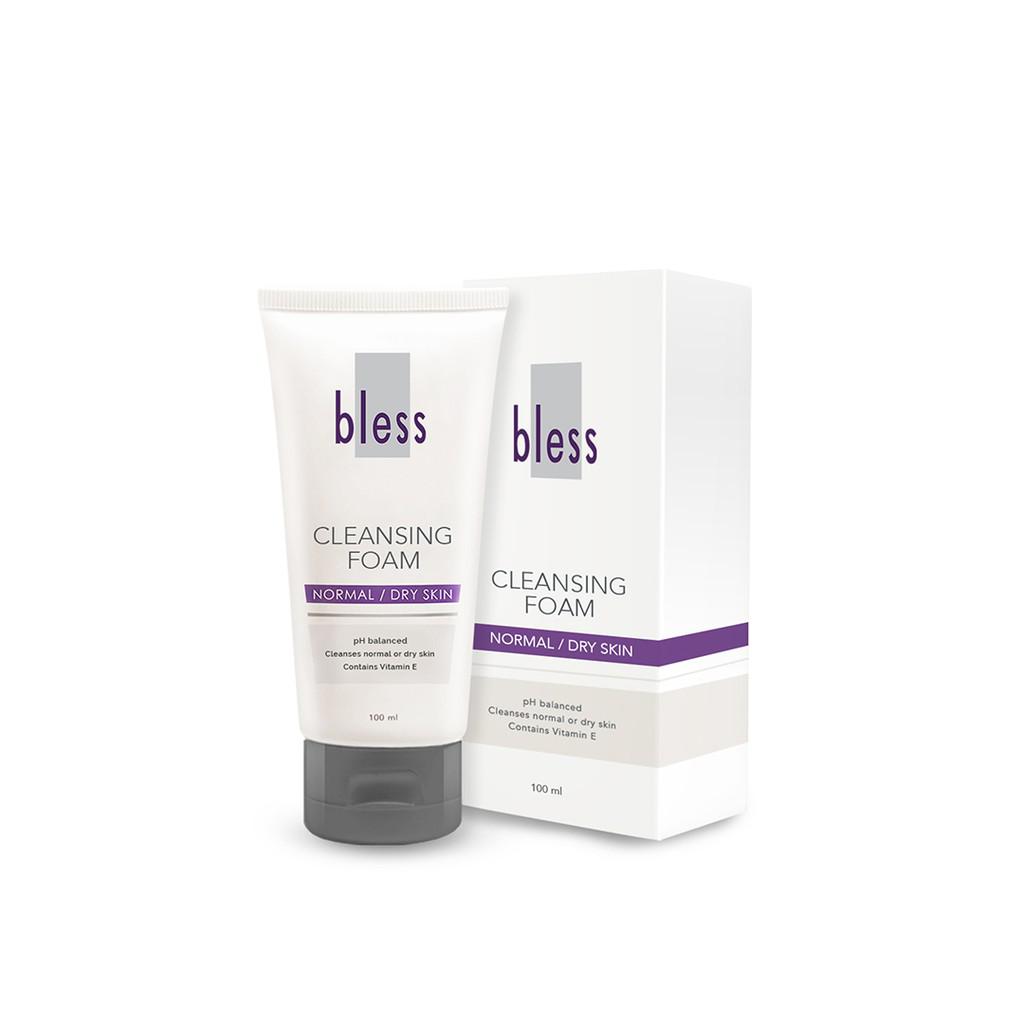 bless
CLEANSING
FOAM
NORMAL / DRY SKIN
pH balanced
Cleanses normal or dry skin
Contains Vitamin E
100 ml
bless
CLEANSING
FOAM
NORMAL / DRY SKIN
pH balanced
Cleanses normal or dry skin
Contains Vitamin E
100 ml